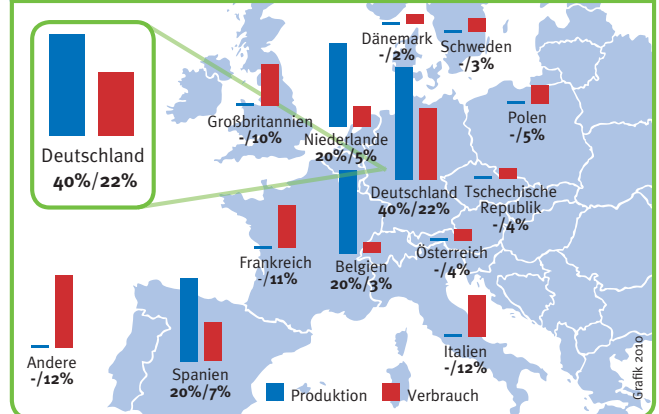 Deutschland
40%/22%
Dänemark
-/2%
Schweden
-/3%
Großbritannien
-/10%
Niederlande
20%/5%
Polen
-/5%
Deutschland
40%/22%
Tschechische
Republik
-/4%
Frankreich
-/11%
Belgien
20%/3%
Österreich
-/4%
Andere
-/12%
Spanien
20%/7%
Italien
-/12%
Produktion
Verbrauch
Grafik 2010